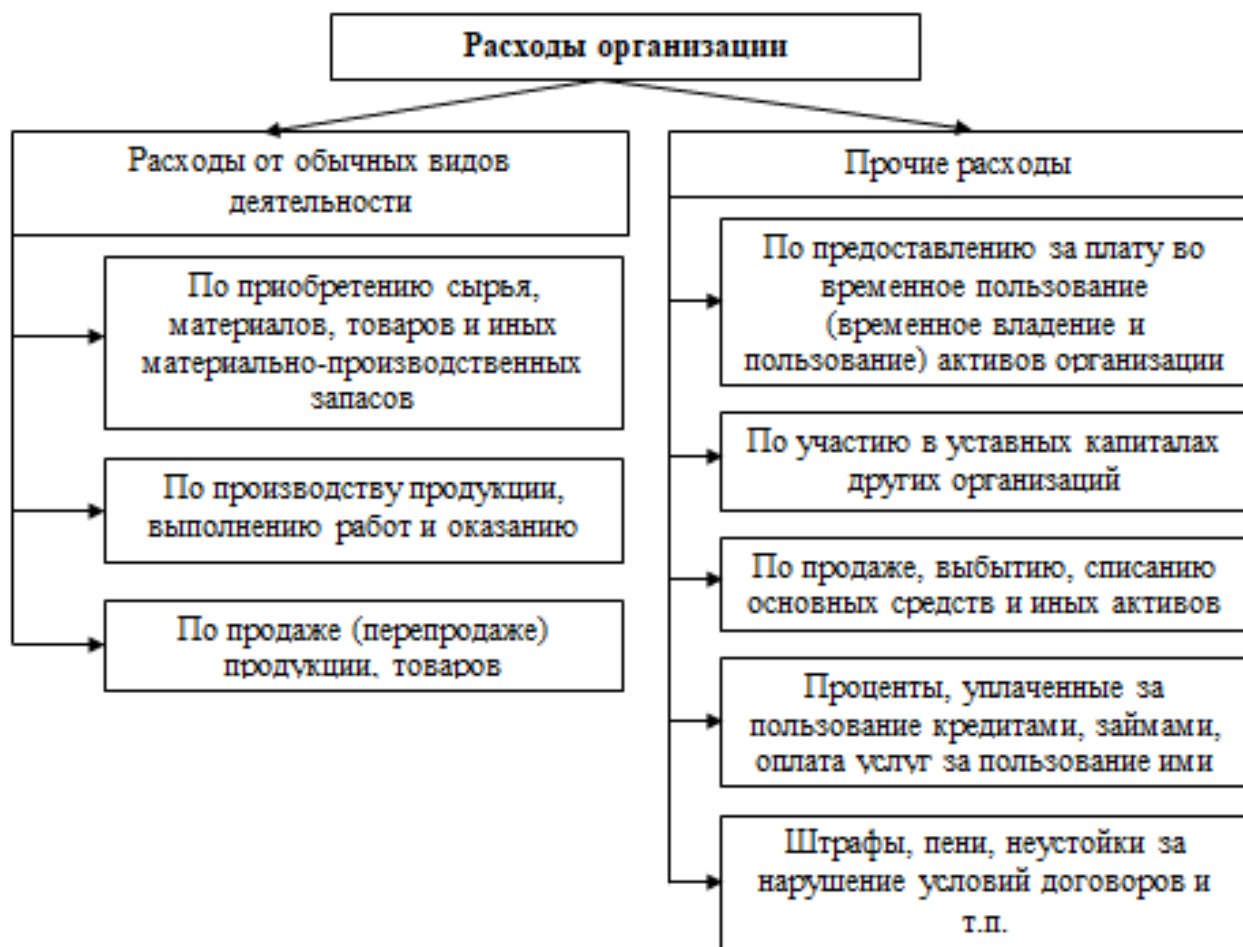 Расходы организации
Расходы от обычных видов
деятельности
По приобретению сырья,
материалов, товаров и иных
материально-производственных
запасов
По производству продукции,
выполнению работ и оказанию
По продаже (перепродаже)
продукции, товаров
Прочие расходы
По предоставлению за плату во
временное пользование
(временное владение и
пользование) активов организации
По участию в уставных капиталах
других организаций
По продаже, выбытию, списанию
основных средств и иных активов
Проценты, уплаченные за
пользование кредитами, займами,
оплата услуг за пользование ими
Штрафы, пени, неустойки за
нарушение условий договоров и
т.п.